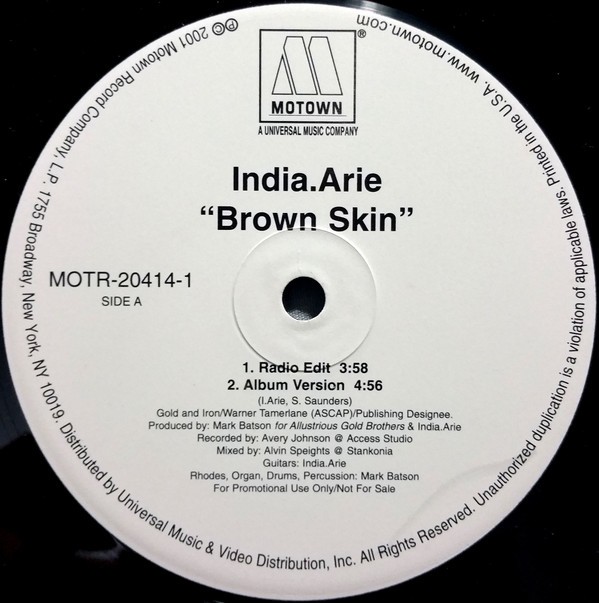 MOTOWN
®
A UNIVERSAL MUSIC COMPANY
India.Arie
“Brown Skin”
MOTR-20414-1
SIDE A
1. Radio Edit 3:58
2. Album Version 4:56
(I.Arie, S. Saunders)
Gold and Iron/Warner Tamerlane (ASCAP)/Publishing Designee.
Produced by: Mark Batson for Allustrious Gold Brothers & India.Arie
Recorded by: Avery Johnson @ Access Studio
Mixed by: Alvin Speights @ Stankonia
Guitars: India.Arie
Rhodes, Organ, Drums, Percussion: Mark Batson
For Promotional Use Only/Not For Sale
℗© 2001 Motown Record Company, L.P. 1755 Broadway, New York, NY 10019. Distributed by Universal Music & Video Distribution, Inc. All Rights Reserved. Unauthorized duplication is a violation of applicable laws. Printed in the U.S.A. www.motown.com